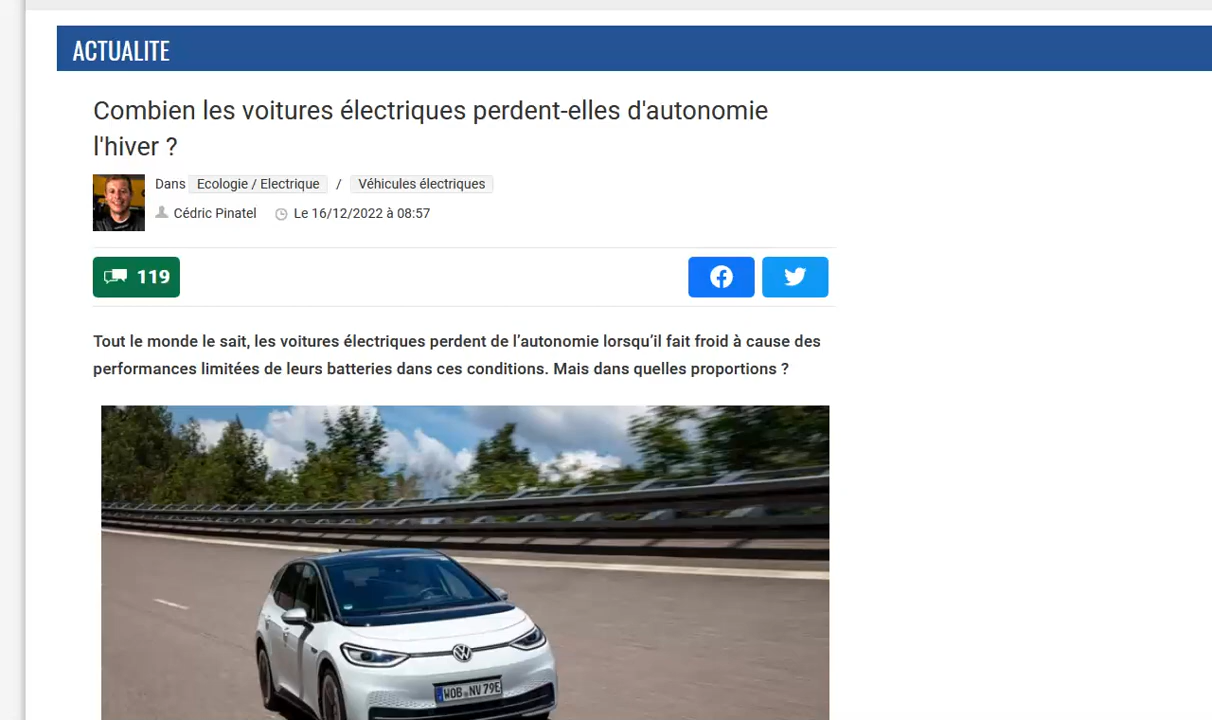 ACTUALITE
Combien les voitures électriques perdent-elles d'autonomie
l'hiver ?
Dans Ecologie / Electrique / Véhicules électriques
Cédric Pinatel Le 16/12/2022 à 08:57
119
Tout le monde le sait, les voitures électriques perdent de l’autonomie lorsqu’il fait froid à cause des
performances limitées de leurs batteries dans ces conditions. Mais dans quelles proportions ?
WOB NV 79E